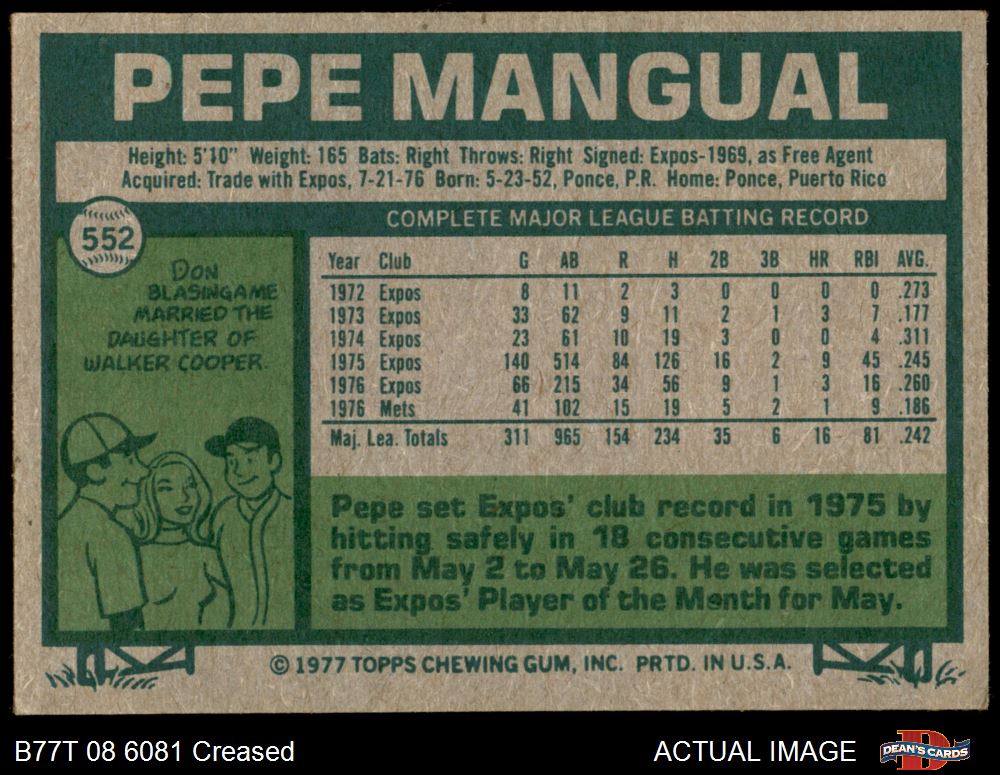 PEPE MANGUAL
Height: 5'10" Weight: 165 Bats: Right Throws: Right Signed: Expos-1969, as Free Agent
Acquired: Trade with Expos, 7-21-76 Born: 5-23-52, Ponce, P.R. Home: Ponce, Puerto Rico
552
DON
BLASINGAME
MARRIED THE
DAUGHTER OF
WALKER COOPER.
COMPLETE MAJOR LEAGUE BATTING RECORD
Year Club G AB R H 2B 3B HR RBI AVG.
1972 Expos 8 11 2 3 0 0 0 0 .273
1973 Expos 33 62 9 11 2 1 3 7 .177
1974 Expos 23 61 10 19 3 0 0 4 .311
1975 Expos 140 514 84 126 16 2 9 45 .245
1976 Expos 66 215 34 56 9 1 3 16 .260
1976 Mets 41 102 15 19 5 2 1 9 .186
Maj. Lea. Totals 311 965 154 234 35 6 16 81 .242
Pepe set Expos' club record in 1975 by
hitting safely in 18 consecutive games
from May 2 to May 26. He was selected
as Expos' Player of the Month for May.
© 1977 TOPPS CHEWING GUM, INC. PRTD. IN U.S.A.
B77T 08 6081 Creased
ACTUAL IMAGE
D
DEAN'S CARDS